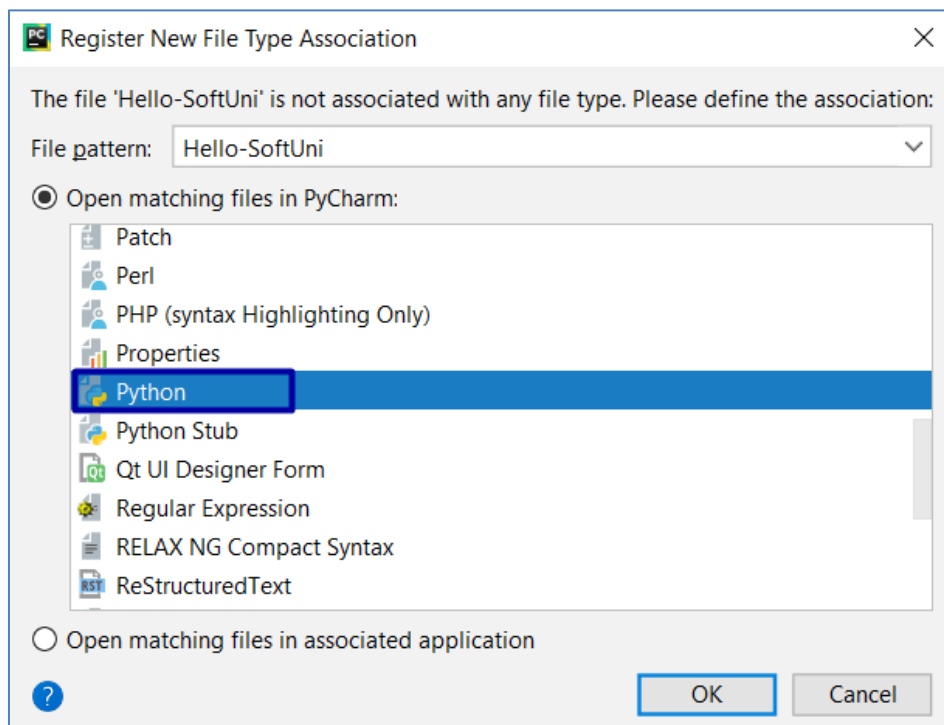 PC
Register New File Type Association
The file 'Hello-SoftUni' is not associated with any file type. Please define the association:
File pattern: Hello-SoftUni
Open matching files in PyCharm:
Patch
Perl
PHP (syntax Highlighting Only)
Properties
Python
Python Stub
Qt UI Designer Form
Regular Expression
RELAX NG Compact Syntax
RST ReStructuredText
Open matching files in associated application
? OK Cancel